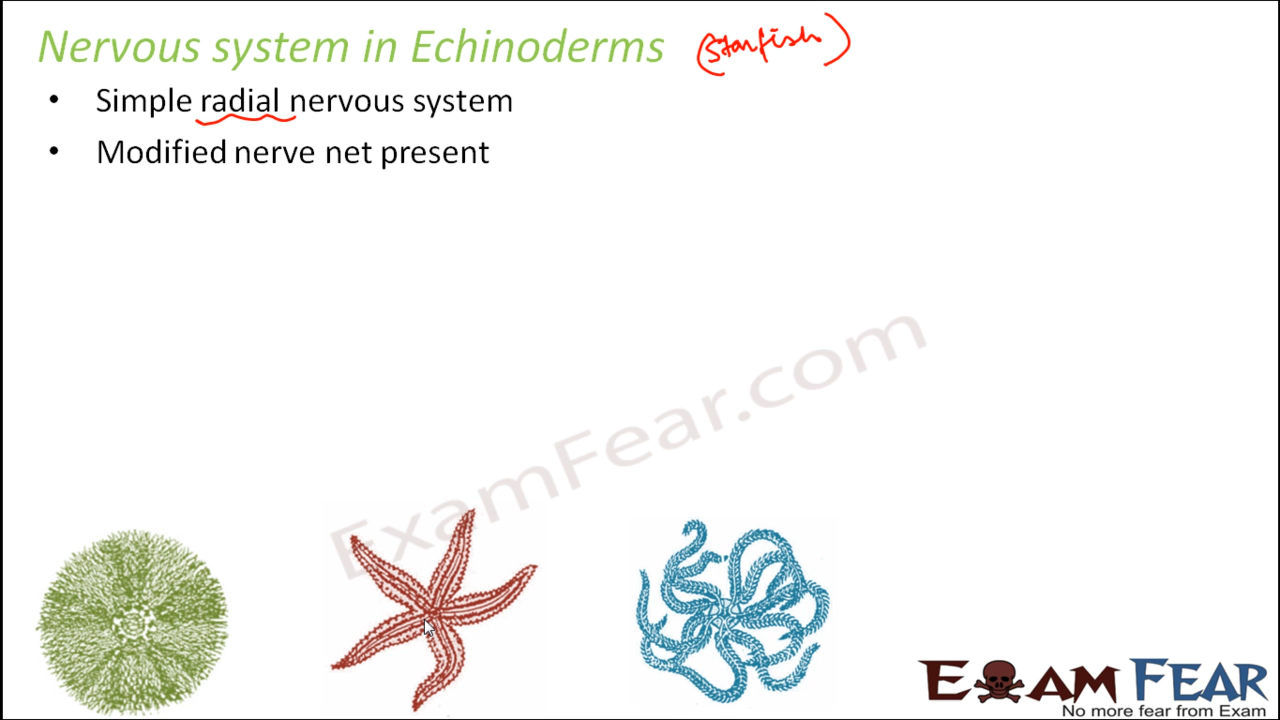 Nervous system in Echinoderms (Starfish)
• Simple radial nervous system
• Modified nerve net present
ExamFear.com
EXAM FEAR
No more fear from Exam